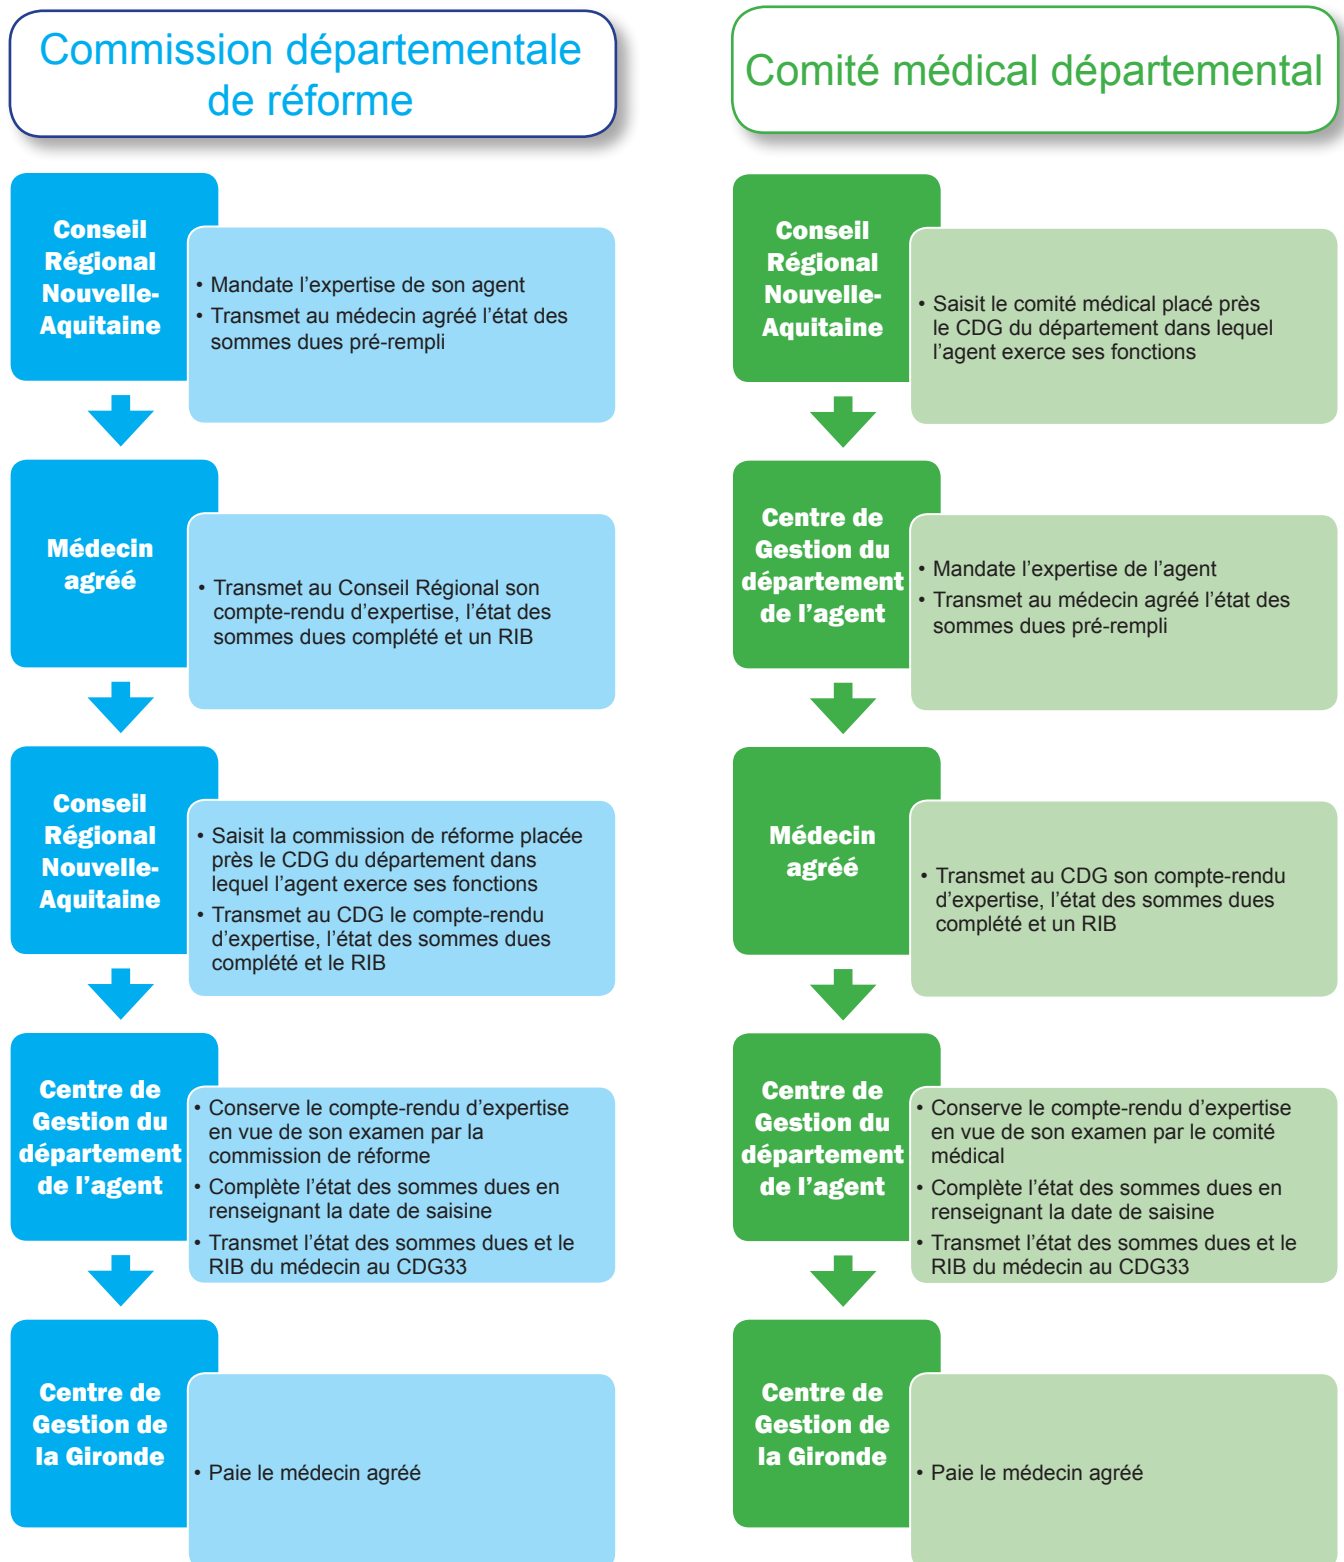 Commission départementale
de réforme
Conseil
Régional
Nouvelle-
Aquitaine
• Mandate l’expertise de son agent
• Transmet au médecin agréé l’état des
sommes dues pré-rempli
Médecin
agréé
• Transmet au Conseil Régional son
compte-rendu d’expertise, l’état des
sommes dues complété et un RIB
Conseil
Régional
Nouvelle-
Aquitaine
• Saisit la commission de réforme placée
près le CDG du département dans
lequel l’agent exerce ses fonctions
• Transmet au CDG le compte-rendu
d’expertise, l’état des sommes dues
complété et le RIB
Centre de
Gestion du
département
de l’agent
• Conserve le compte-rendu d’expertise
en vue de son examen par la
commission de réforme
• Complète l’état des sommes dues en
renseignant la date de saisine
• Transmet l’état des sommes dues et le
RIB du médecin au CDG33
Centre de
Gestion de
la Gironde
• Paie le médecin agréé
Comité médical départemental
Conseil
Régional
Nouvelle-
Aquitaine
• Saisit le comité médical placé près
le CDG du département dans lequel
l’agent exerce ses fonctions
Centre de
Gestion du
département
de l’agent
• Mandate l’expertise de l’agent
• Transmet au médecin agréé l’état des
sommes dues pré-rempli
Médecin
agréé
• Transmet au CDG son compte-rendu
d’expertise, l’état des sommes dues
complété et un RIB
Centre de
Gestion du
département
de l’agent
• Conserve le compte-rendu d’expertise
en vue de son examen par le comité
médical
• Complète l’état des sommes dues en
renseignant la date de saisine
• Transmet l’état des sommes dues et le
RIB du médecin au CDG33
Centre de
Gestion de
la Gironde
• Paie le médecin agréé